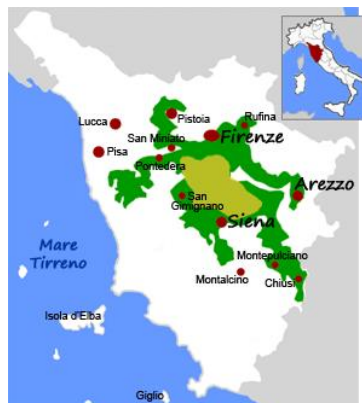 Pistoia
Rufina
Lucca
San Miniato
Firenze
Pisa
Pontedera
Arezzo
San
Gimignano
Siena
Mare
Tirreno
Montepulciano
Montalcino
Chiusi
Isola d'Elba
Giglio